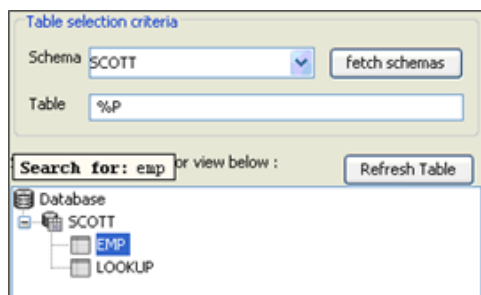 Table selection criteria
Schema SCOTT fetch schemas
Table %P
Search for: emp or view below : Refresh Table
Database
SCOTT
EMP
LOOKUP